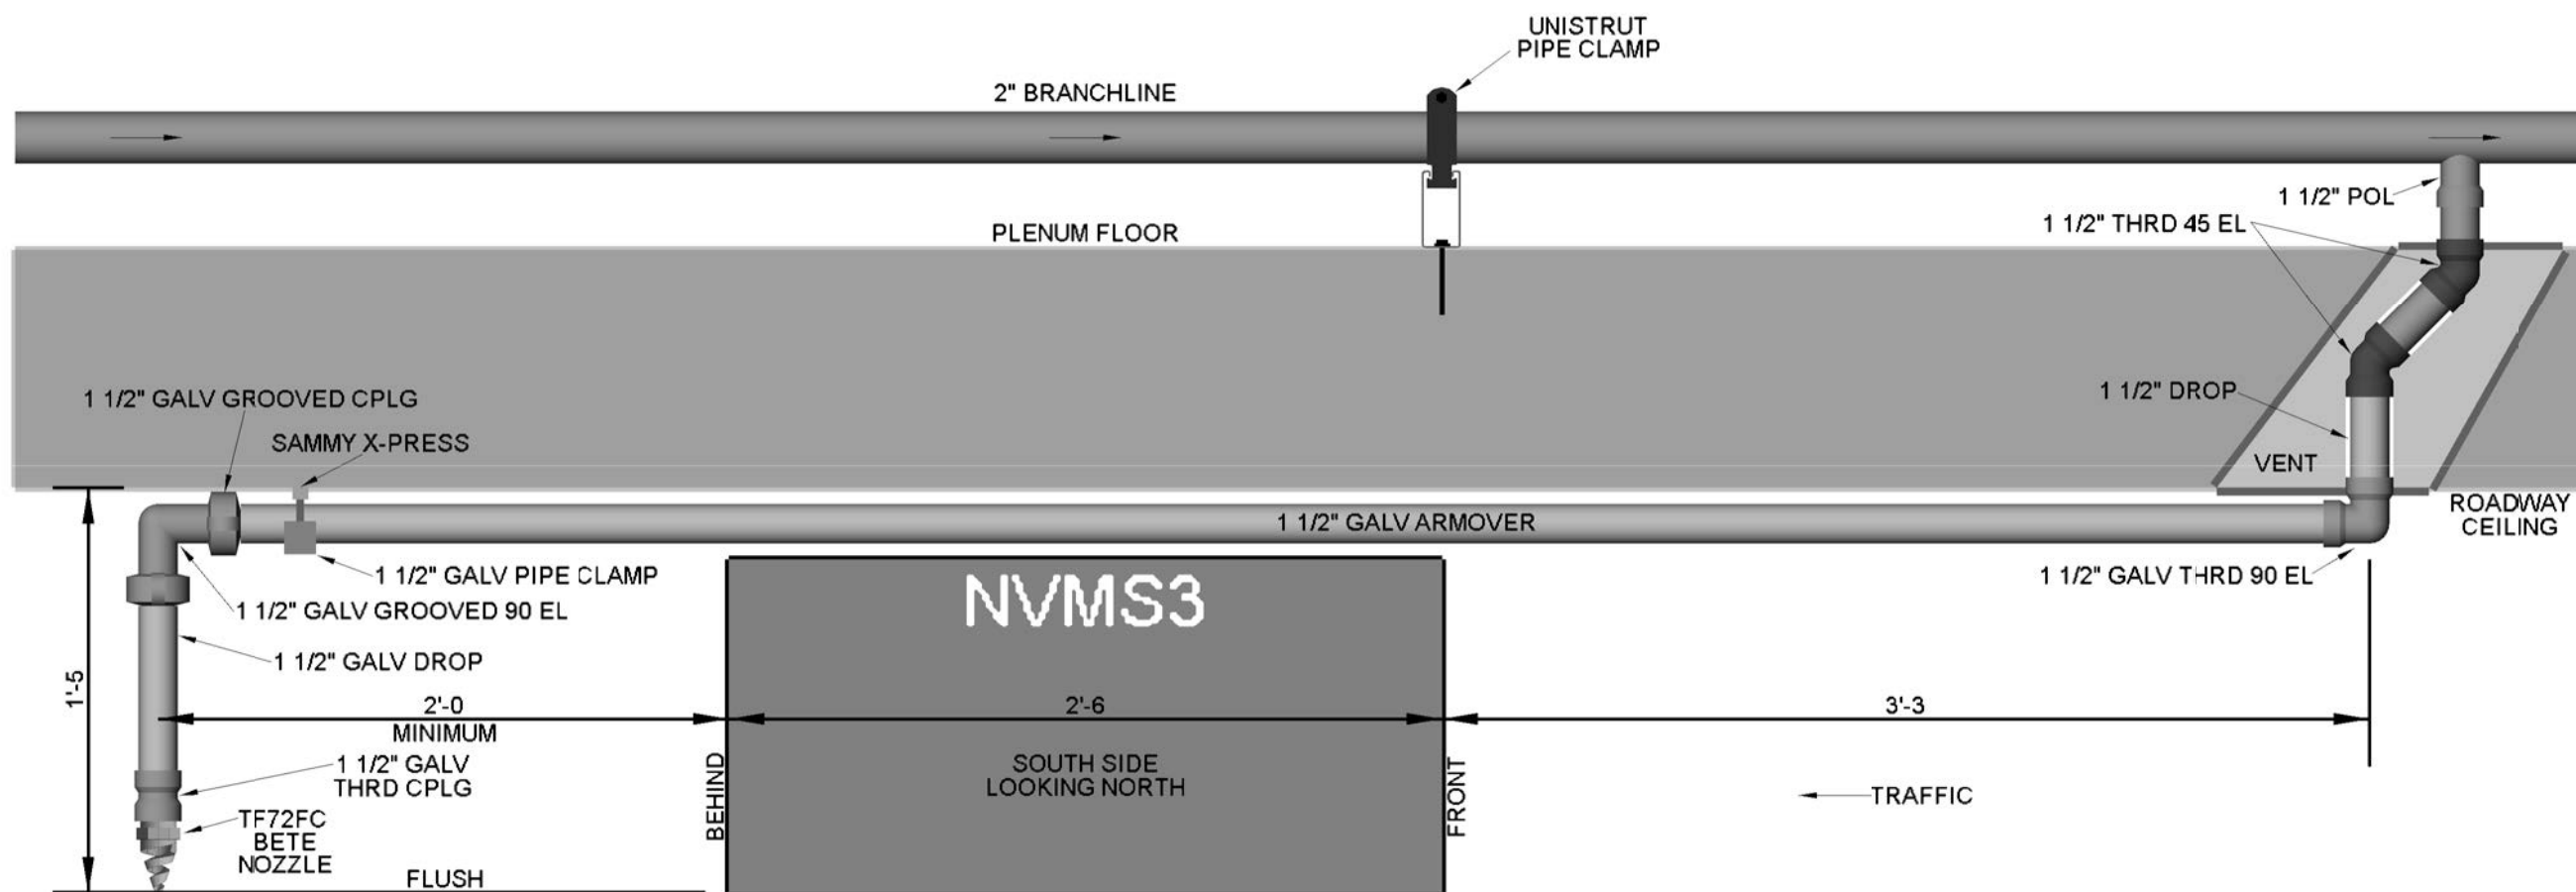 UNISTRUT
PIPE CLAMP
2" BRANCHLINE
1 1/2" POL
1 1/2" THRD 45 EL
PLENUM FLOOR
1 1/2" DROP
1 1/2" GALV GROOVED CPLG
SAMMY X-PRESS
VENT
ROADWAY
CEILING
1 1/2" GALV ARMOVER
1 1/2" GALV PIPE CLAMP
1 1/2" GALV THRD 90 EL
NVMS3
1 1/2" GALV GROOVED 90 EL
1 1/2" GALV DROP
1'-5
2'-0
MINIMUM
2'-6
3'-3
1 1/2" GALV
THRD CPLG
BEHIND
SOUTH SIDE
LOOKING NORTH
FRONT
TRAFFIC
TF72FC
BETE
NOZZLE
FLUSH